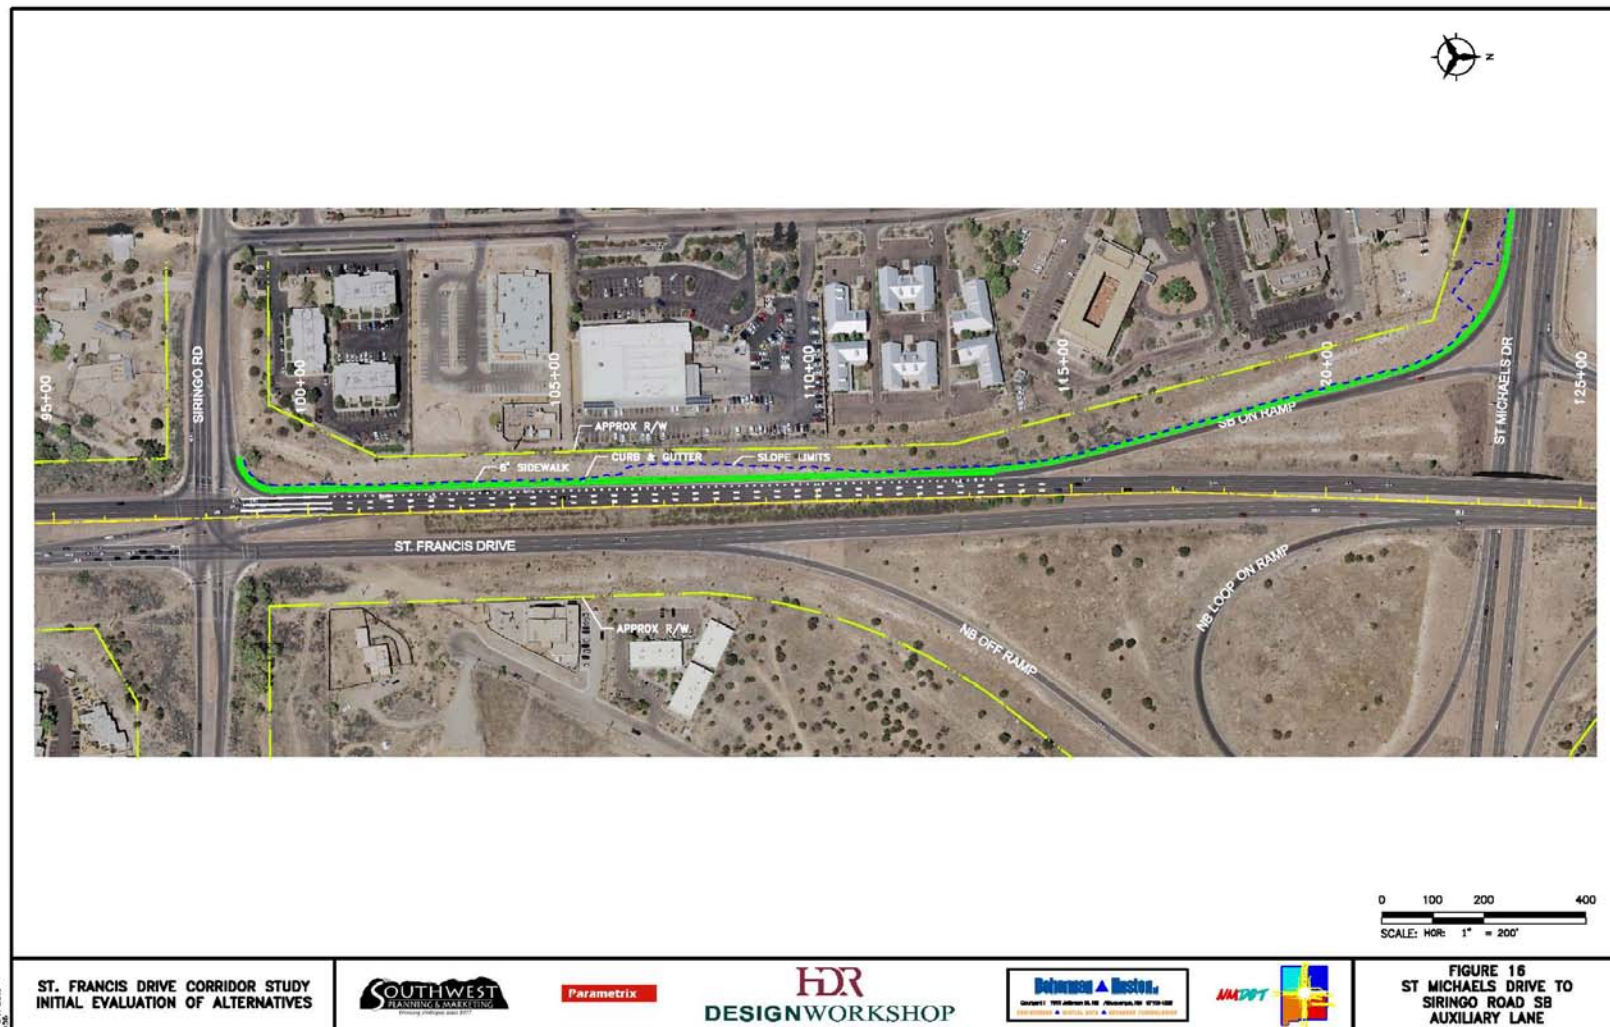 N
SIRINGO RD
95+00
100+00
105+00
110+00
115+00
20+00
125+00
ST MICHAELS DR
SB ON RAMP
APPROX R/W
CURB & GUTTER
SLOPE LIMITS
6' SIDEWALK
ST. FRANCIS DRIVE
NB LOOP ON RAMP
NB OFF RAMP
APPROX R/W
0 100 200 400
SCALE: HOR: 1" = 200'
ST. FRANCIS DRIVE CORRIDOR STUDY
INITIAL EVALUATION OF ALTERNATIVES
SOUTHWEST
PLANNING & MARKETING
Parametrix
HDR
DESIGNWORKSHOP
Bohannan Huston
NMDOT
FIGURE 16
ST MICHAELS DRIVE TO
SIRINGO ROAD SB
AUXILIARY LANE